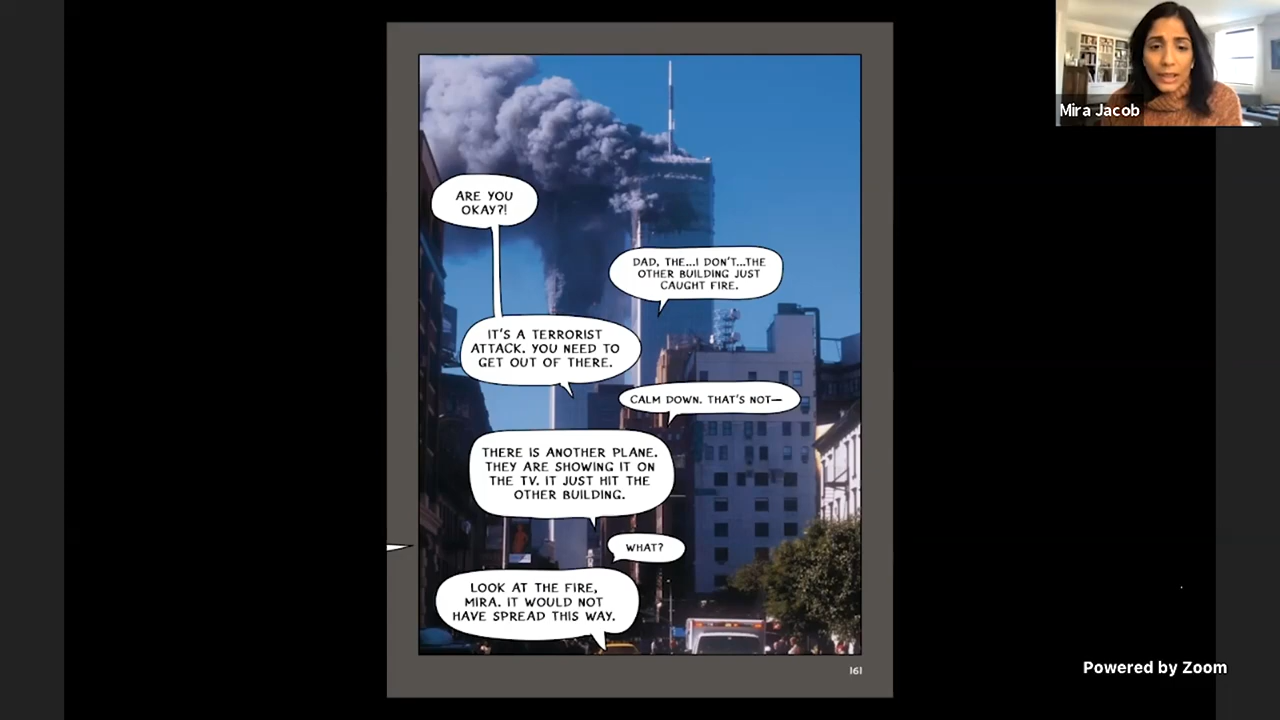 Mira Jacob
ARE YOU
OKAY?!
DAD, THE...I DON'T...THE
OTHER BUILDING JUST
CAUGHT FIRE.
IT'S A TERRORIST
ATTACK. YOU NEED TO
GET OUT OF THERE.
CALM DOWN. THAT'S NOT—
THERE IS ANOTHER PLANE.
THEY ARE SHOWING IT ON
THE TV. IT JUST HIT THE
OTHER BUILDING.
WHAT?
LOOK AT THE FIRE,
MIRA. IT WOULD NOT
HAVE SPREAD THIS WAY.
161
Powered by Zoom